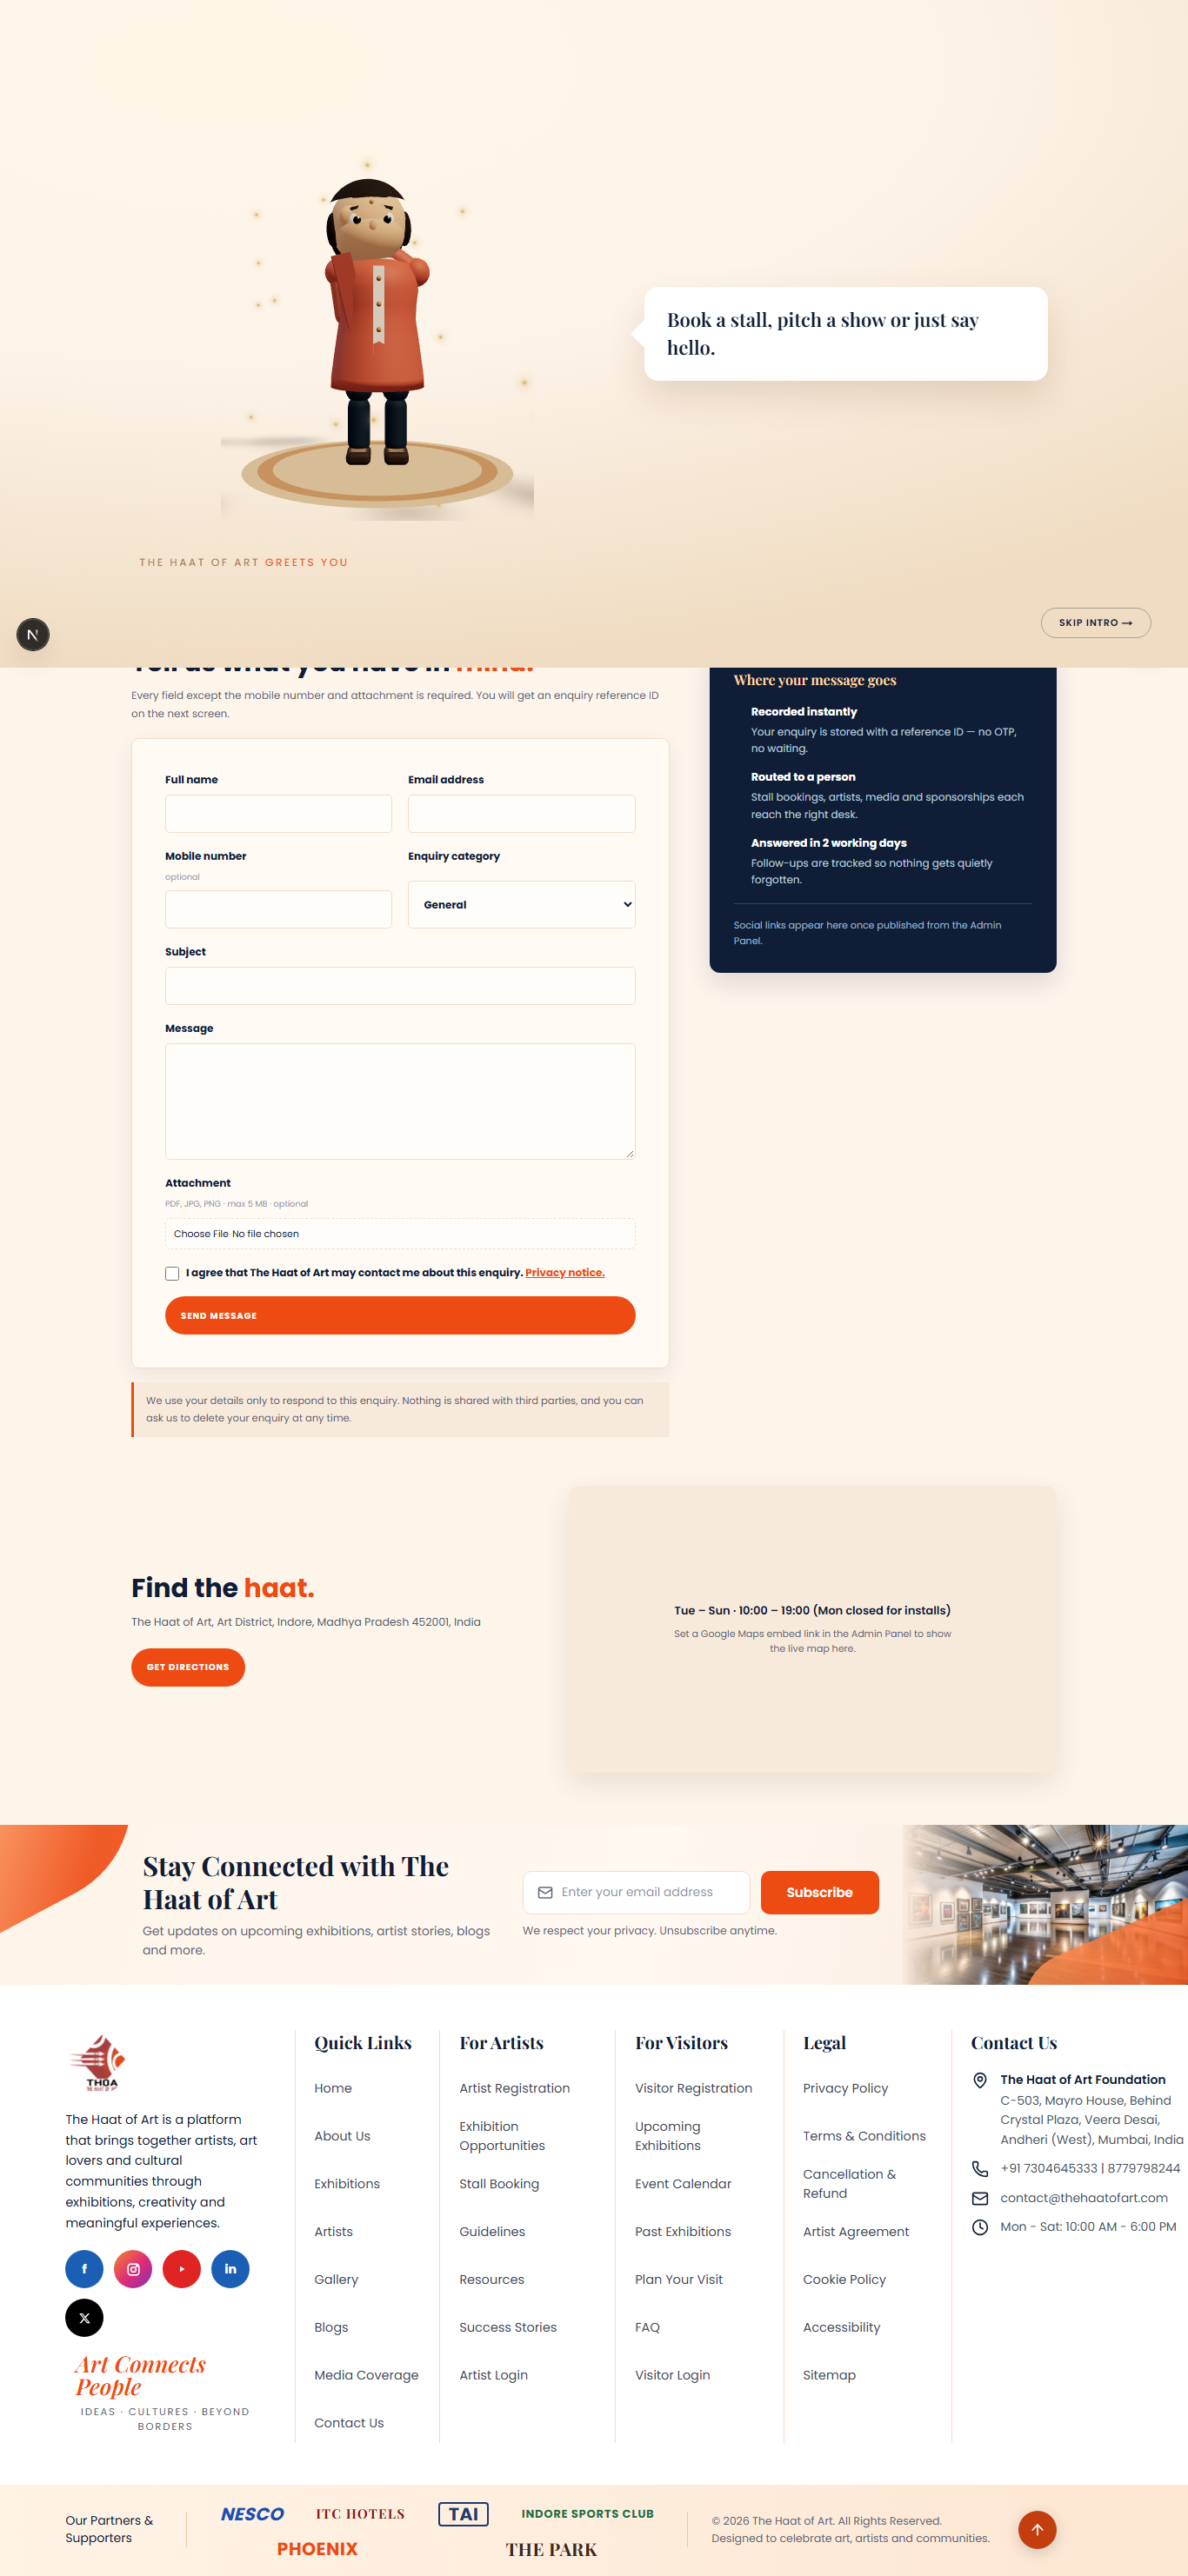 Book a stall, pitch a show or just say
hello.
THE HAAT OF ART GREETS YOU
SKIP INTRO →
N
Tell us what you have in mind.
Every field except the mobile number and attachment is required. You will get an enquiry reference ID
on the next screen.
Full name
Email address
Mobile number
optional
Enquiry category
General
Subject
Message
Attachment
PDF, JPG, PNG · max 5 MB · optional
Choose File No file chosen
I agree that The Haat of Art may contact me about this enquiry. Privacy notice.
SEND MESSAGE
We use your details only to respond to this enquiry. Nothing is shared with third parties, and you can
ask us to delete your enquiry at any time.
Where your message goes
Recorded instantly
Your enquiry is stored with a reference ID — no OTP,
no waiting.
Routed to a person
Stall bookings, artists, media and sponsorships each
reach the right desk.
Answered in 2 working days
Follow-ups are tracked so nothing gets quietly
forgotten.
Social links appear here once published from the Admin
Panel.
Find the haat.
The Haat of Art, Art District, Indore, Madhya Pradesh 452001, India
GET DIRECTIONS
Tue – Sun · 10:00 – 19:00 (Mon closed for installs)
Set a Google Maps embed link in the Admin Panel to show
the live map here.
Stay Connected with The
Haat of Art
Get updates on upcoming exhibitions, artist stories, blogs
and more.
Enter your email address
Subscribe
We respect your privacy. Unsubscribe anytime.
THOA
THE HAAT OF ART
The Haat of Art is a platform
that brings together artists, art
lovers and cultural
communities through
exhibitions, creativity and
meaningful experiences.
Art Connects
People
IDEAS · CULTURES · BEYOND
BORDERS
Quick Links
Home
About Us
Exhibitions
Artists
Gallery
Blogs
Media Coverage
Contact Us
For Artists
Artist Registration
Exhibition
Opportunities
Stall Booking
Guidelines
Resources
Success Stories
Artist Login
For Visitors
Visitor Registration
Upcoming
Exhibitions
Event Calendar
Past Exhibitions
Plan Your Visit
FAQ
Visitor Login
Legal
Privacy Policy
Terms & Conditions
Cancellation &
Refund
Artist Agreement
Cookie Policy
Accessibility
Sitemap
Contact Us
The Haat of Art Foundation
C-503, Mayro House, Behind
Crystal Plaza, Veera Desai,
Andheri (West), Mumbai, India
+91 7304645333 | 8779798244
contact@thehaatofart.com
Mon - Sat: 10:00 AM - 6:00 PM
Our Partners &
Supporters
NESCO
ITC HOTELS
TAI
INDORE SPORTS CLUB
PHOENIX
THE PARK
© 2026 The Haat of Art. All Rights Reserved.
Designed to celebrate art, artists and communities.